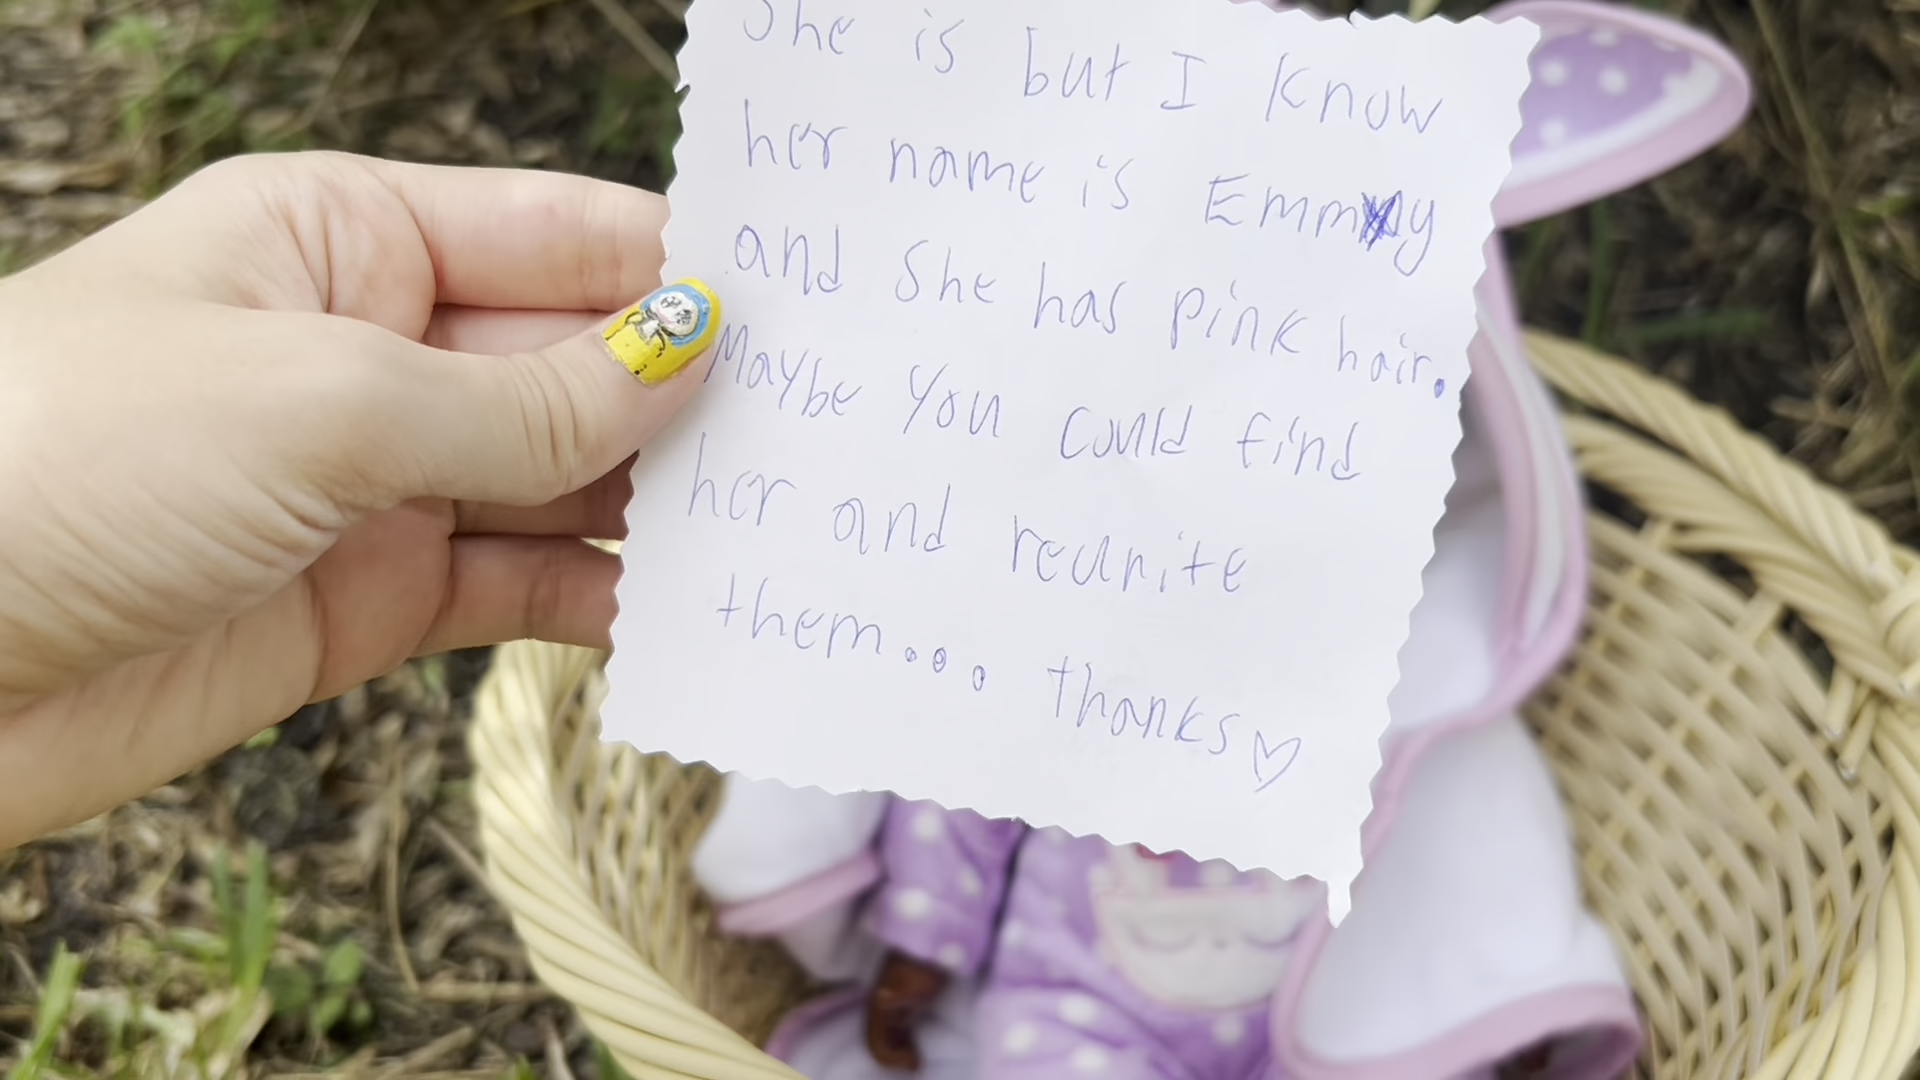 She is but I know
her name is Emmy
and she has pink hair.
Maybe you could find
her and reunite
them... thanks♡